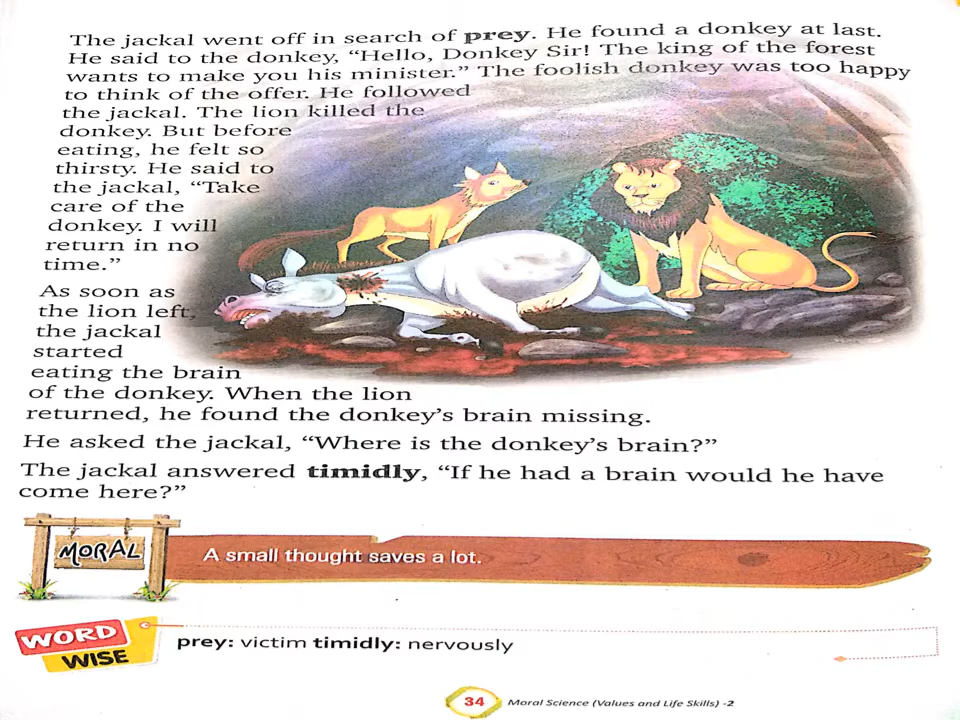 The jackal went off in search of prey. He found a donkey at last.
He said to the donkey, “Hello, Donkey Sir! The king of the forest
wants to make you his minister.” The foolish donkey was too happy
to think of the offer. He followed
the jackal. The lion killed the
donkey. But before
eating, he felt so
thirsty. He said to
the jackal, “Take
care of the
donkey. I will
return in no
time.”
As soon as
the lion left,
the jackal
started
eating the brain
of the donkey. When the lion
returned, he found the donkey’s brain missing.
He asked the jackal, “Where is the donkey’s brain?”
The jackal answered timidly, “If he had a brain would he have
come here?”
MORAL
A small thought saves a lot.
WORD
WISE
prey: victim timidly: nervously
34 Moral Science (Values and Life Skills) -2